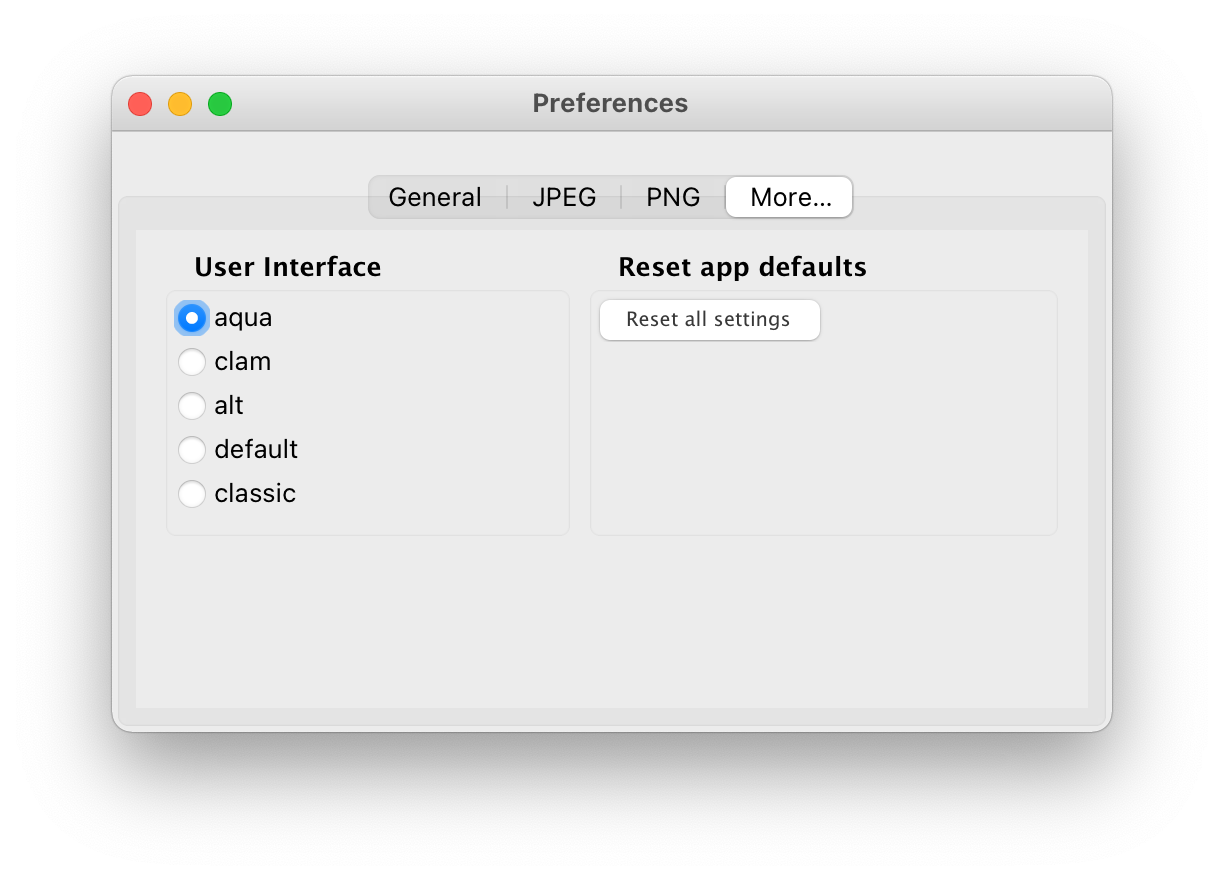 Preferences
General
JPEG
PNG
More...
User Interface
aqua
clam
alt
default
classic
Reset app defaults
Reset all settings